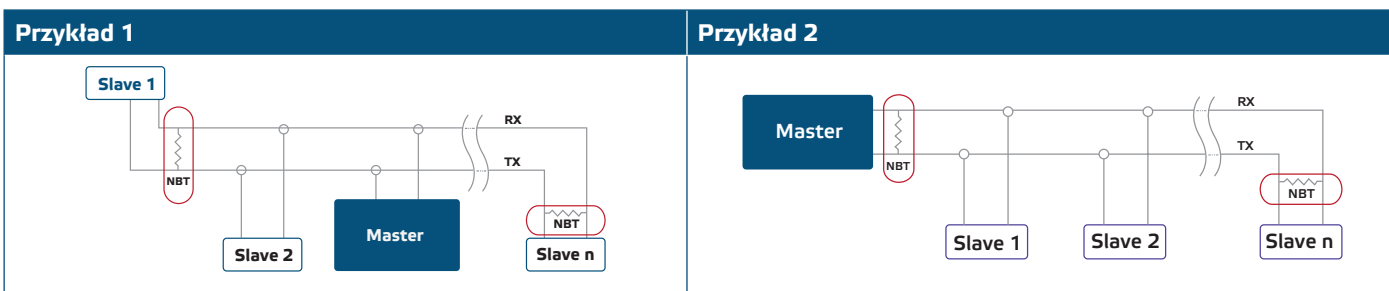 Przykład 1
Slave 1
RX
TX
NBT
NBT
Slave 2
Master
Slave n
Przykład 2
Master
RX
TX
NBT
NBT
Slave 1
Slave 2
Slave n